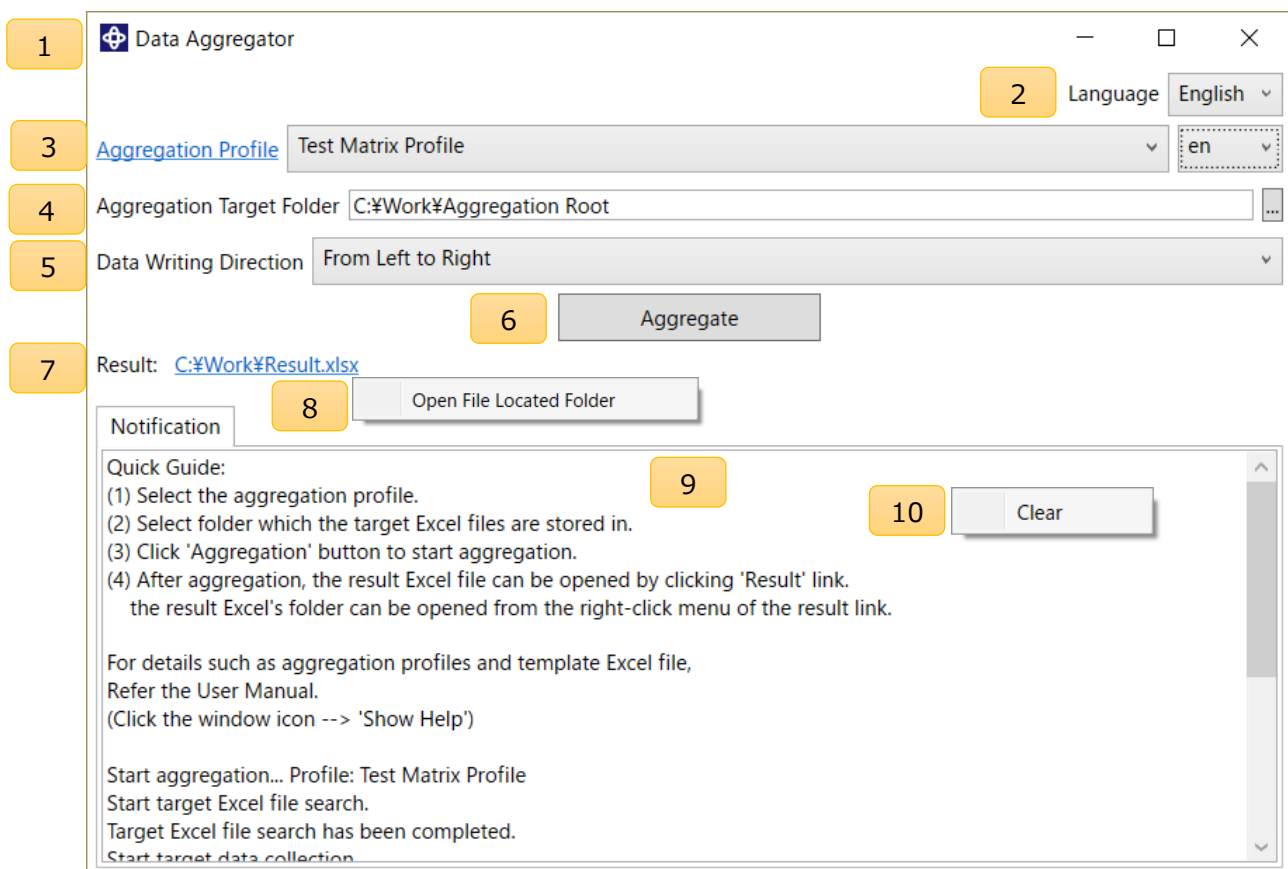 1
Data Aggregator
2
Language English
3
Aggregation Profile Test Matrix Profile en
4
Aggregation Target Folder C:¥Work¥Aggregation Root ...
5
Data Writing Direction From Left to Right
6
Aggregate
7
Result: C:¥Work¥Result.xlsx
8
Open File Located Folder
Notification
9
10
Clear
Quick Guide:
(1) Select the aggregation profile.
(2) Select folder which the target Excel files are stored in.
(3) Click 'Aggregation' button to start aggregation.
(4) After aggregation, the result Excel file can be opened by clicking 'Result' link.
the result Excel's folder can be opened from the right-click menu of the result link.
For details such as aggregation profiles and template Excel file,
Refer the User Manual.
(Click the window icon --> 'Show Help')
Start aggregation... Profile: Test Matrix Profile
Start target Excel file search.
Target Excel file search has been completed.
Start target data collection